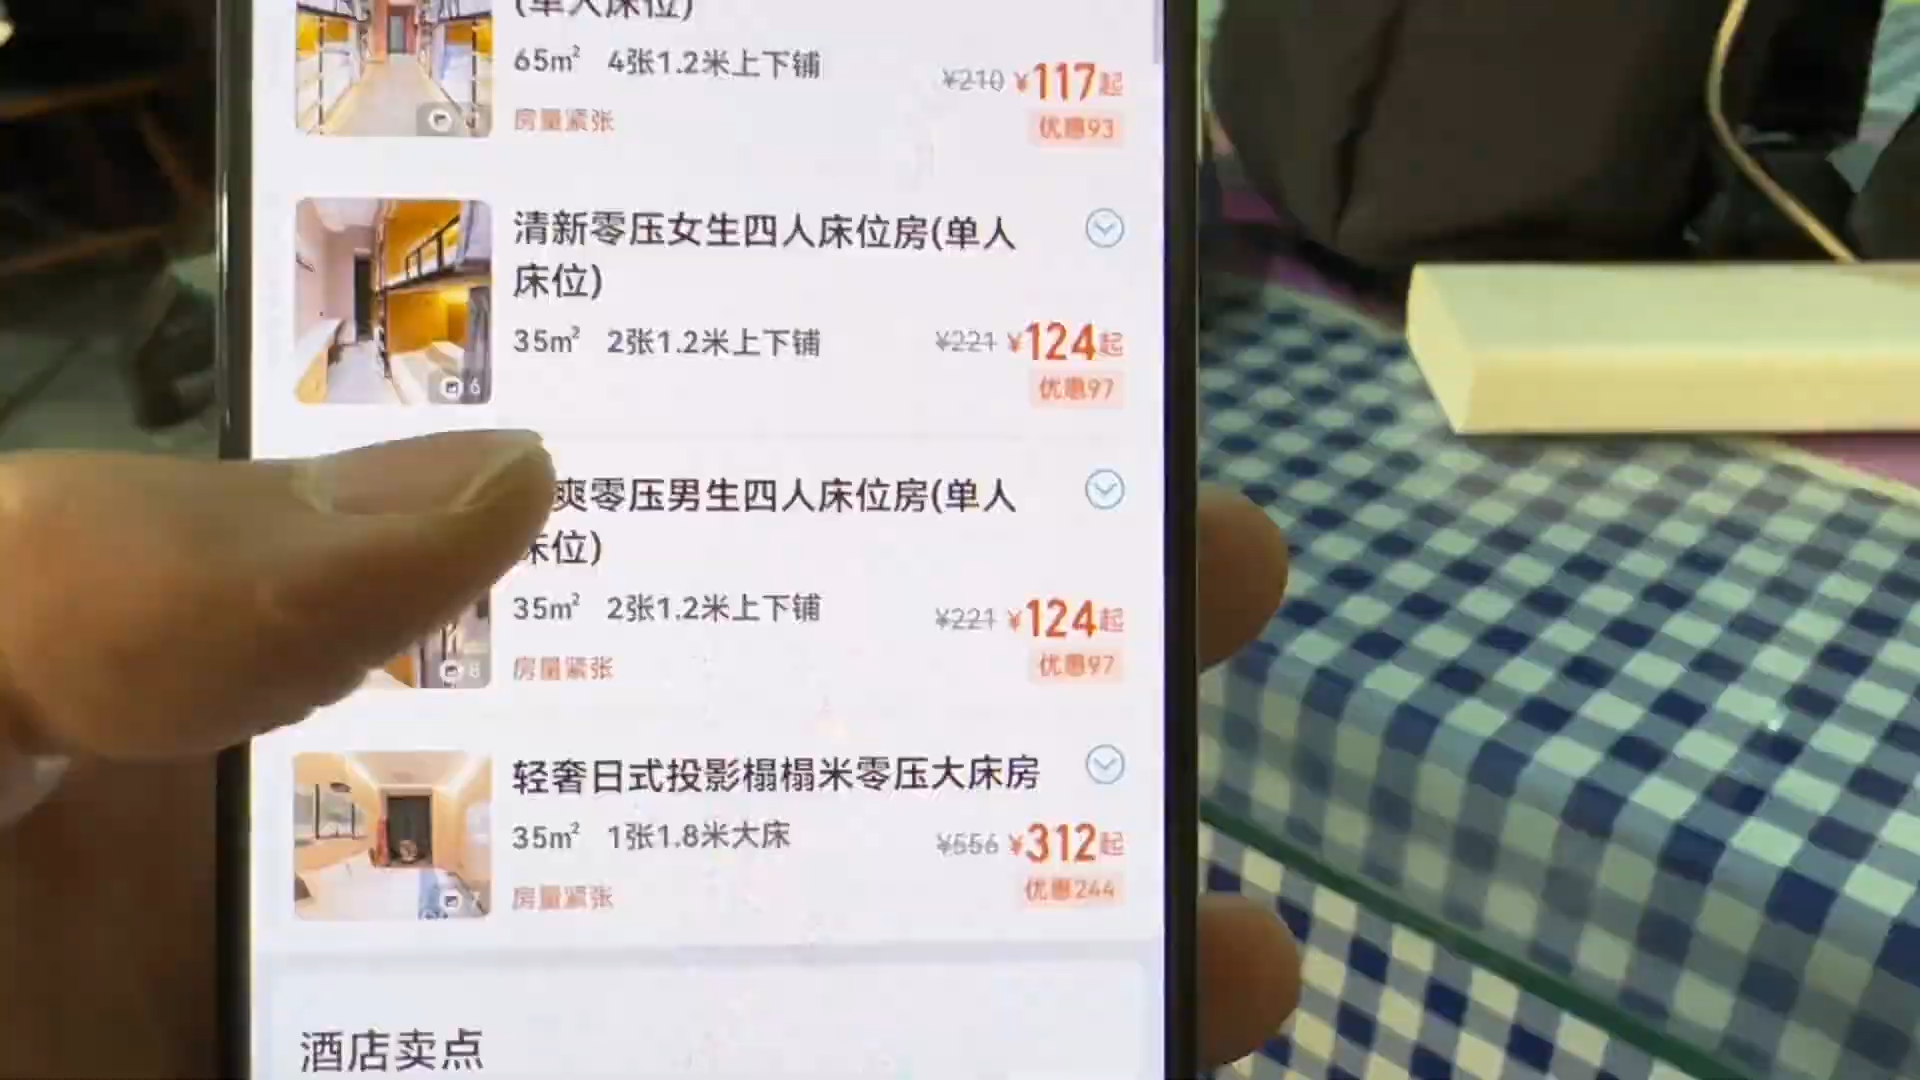 (单人床位)
65m² 4张1.2米上下铺
¥210 ¥117起
房量紧张
优惠93
清新零压女生四人床位房(单人
床位)
35m² 2张1.2米上下铺
¥221 ¥124起
6
优惠97
爽零压男生四人床位房(单人
床位)
35m² 2张1.2米上下铺
¥221 ¥124起
8
房量紧张
优惠97
轻奢日式投影榻榻米零压大床房
35m² 1张1.8米大床
¥556 ¥312起
7
房量紧张
优惠244
酒店卖点